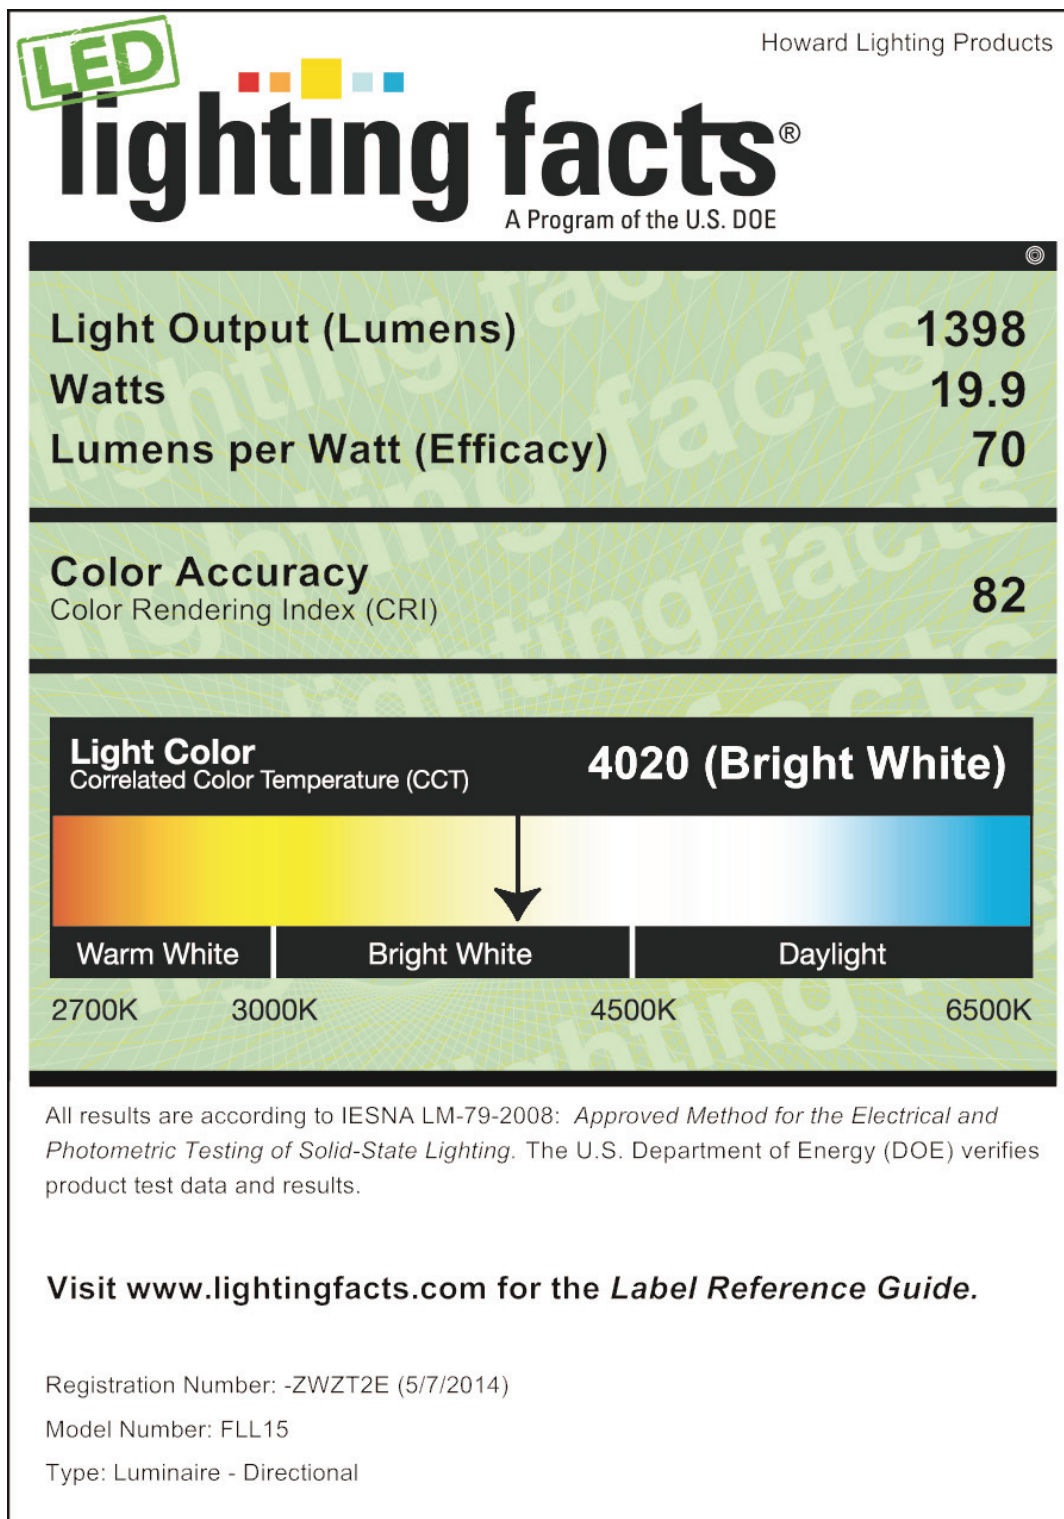 Howard Lighting Products
LED
lighting facts®
A Program of the U.S. DOE
Light Output (Lumens) 1398
Watts 19.9
Lumens per Watt (Efficacy) 70
Color Accuracy
Color Rendering Index (CRI) 82
Light Color
Correlated Color Temperature (CCT) 4020 (Bright White)
Warm White Bright White Daylight
2700K 3000K 4500K 6500K
All results are according to IESNA LM-79-2008: Approved Method for the Electrical and
Photometric Testing of Solid-State Lighting. The U.S. Department of Energy (DOE) verifies
product test data and results.
Visit www.lightingfacts.com for the Label Reference Guide.
Registration Number: -ZWZT2E (5/7/2014)
Model Number: FLL15
Type: Luminaire - Directional